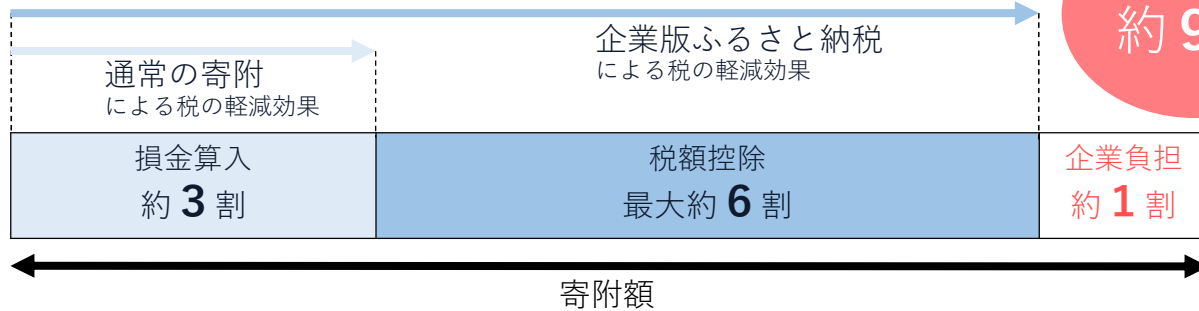 約 9
企業版ふるさと納税
による税の軽減効果
通常の寄附
による税の軽減効果
損金算入
約 3 割
税額控除
最大約 6 割
企業負担
約 1 割
寄附額